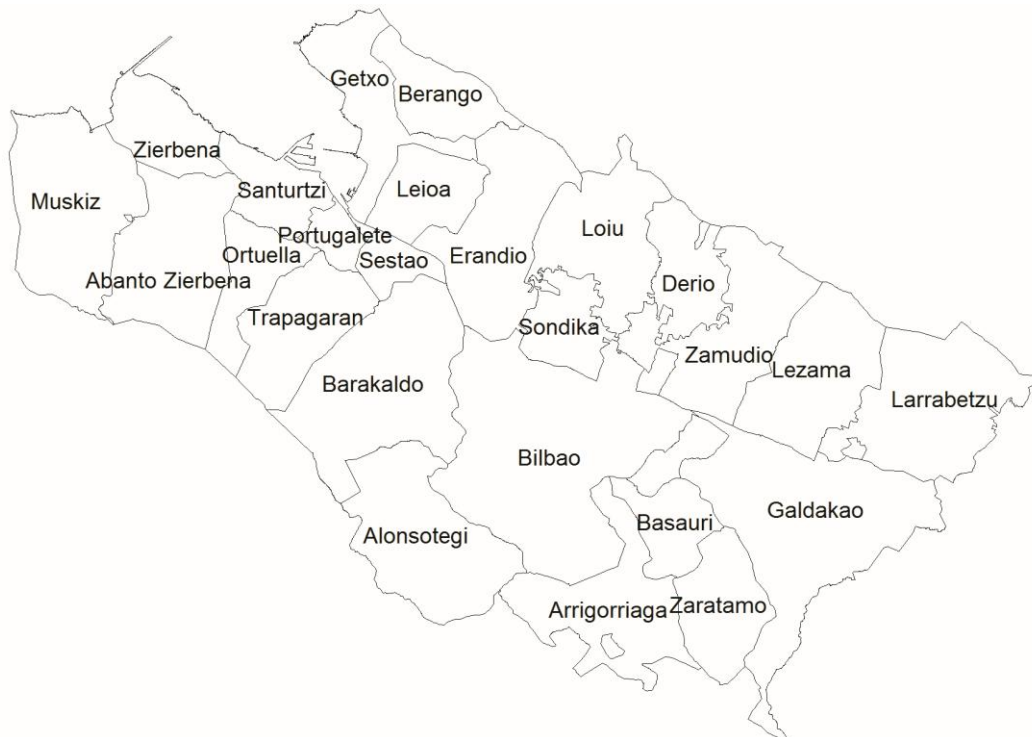 Getxo
Berango
Zierbena
Muskiz
Santurtzi
Leioa
Portugalete
Loiu
Ortuella
Sestao
Erandio
Abanto Zierbena
Derio
Trapagaran
Sondika
Zamudio
Lezama
Barakaldo
Larrabetzu
Bilbao
Galdakao
Basauri
Alonsotegi
Arrigorriaga
Zaratamo